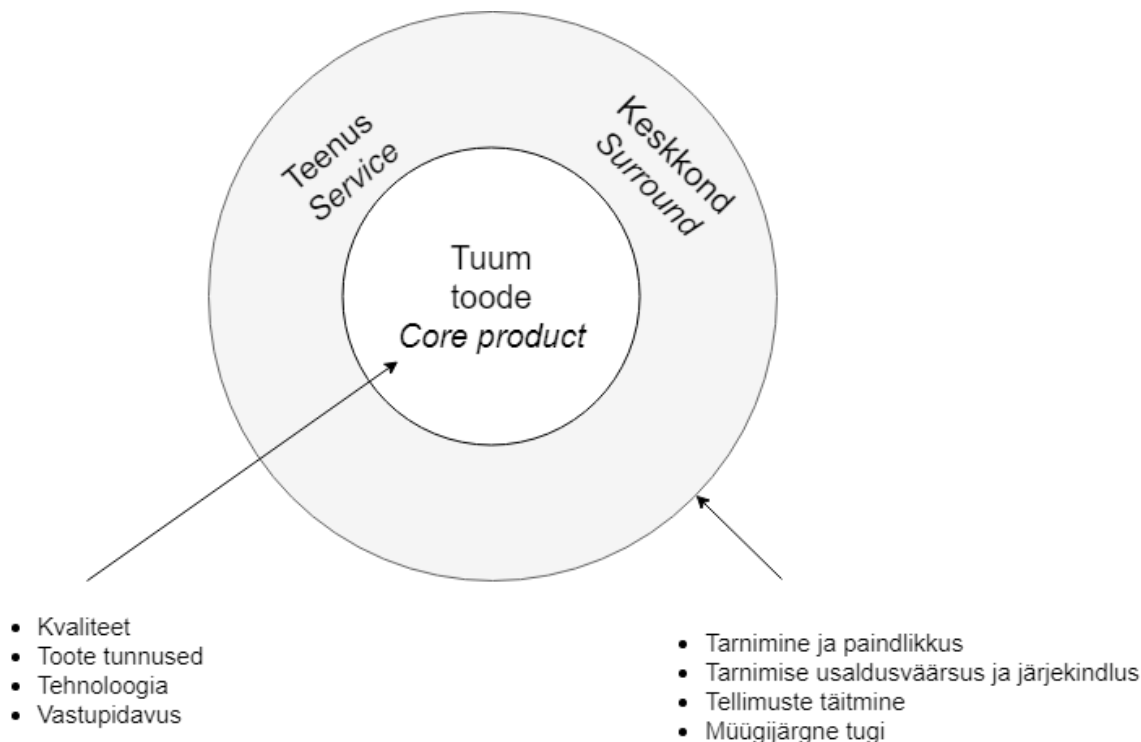 Teenus
Service
Keskkond
Surround
Tuum
toode
Core product
Kvaliteet
Toote tunnused
Tehnoloogia
Vastupidavus
Tarnimine ja paindlikkus
Tarnimise usaldusväärsus ja järjekindlus
Tellimuste täitmine
Müügijärgne tugi